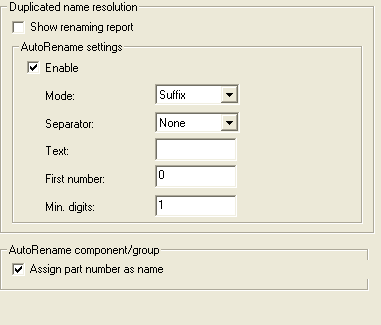 Duplicated name resolution
Show renaming report
AutoRename settings
Enable
Mode: Suffix
Separator: None
Text:
First number: 0
Min. digits: 1
AutoRename component/group
Assign part number as name